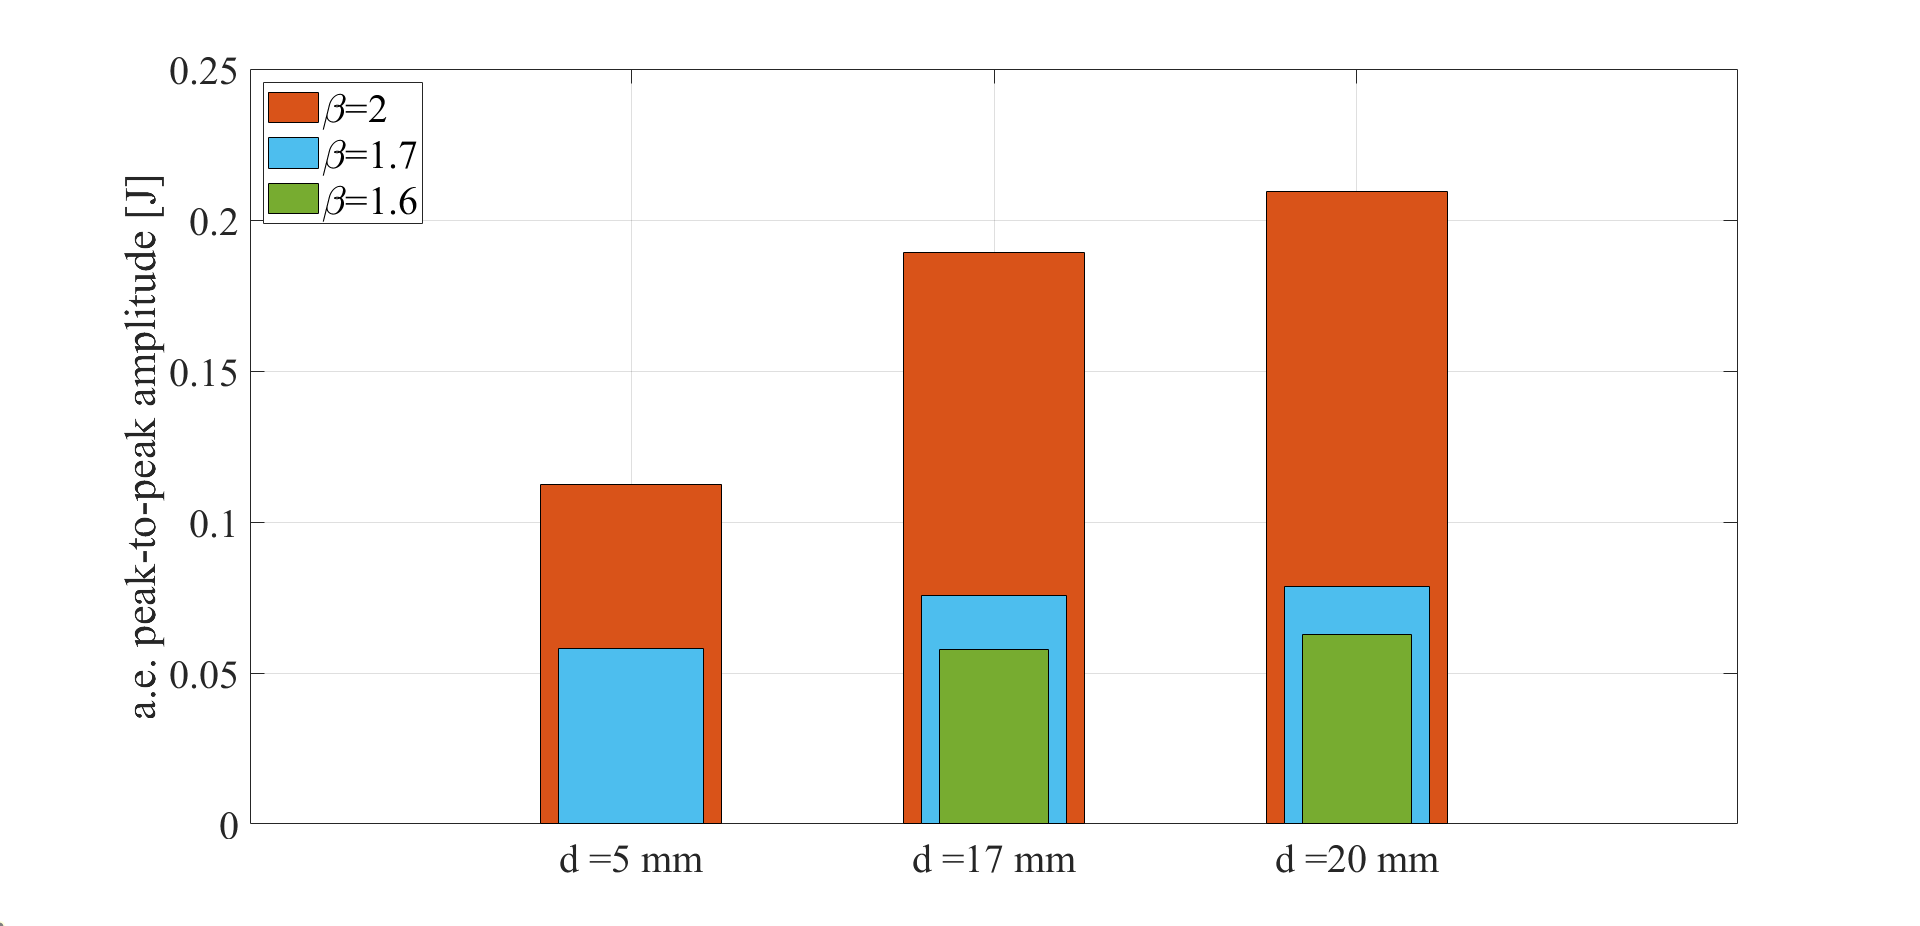 0.25
0.2
0.15
0.1
0.05
0
a.e. peak-to-peak amplitude [J]
β=2
β=1.7
β=1.6
d =5 mm
d =17 mm
d =20 mm